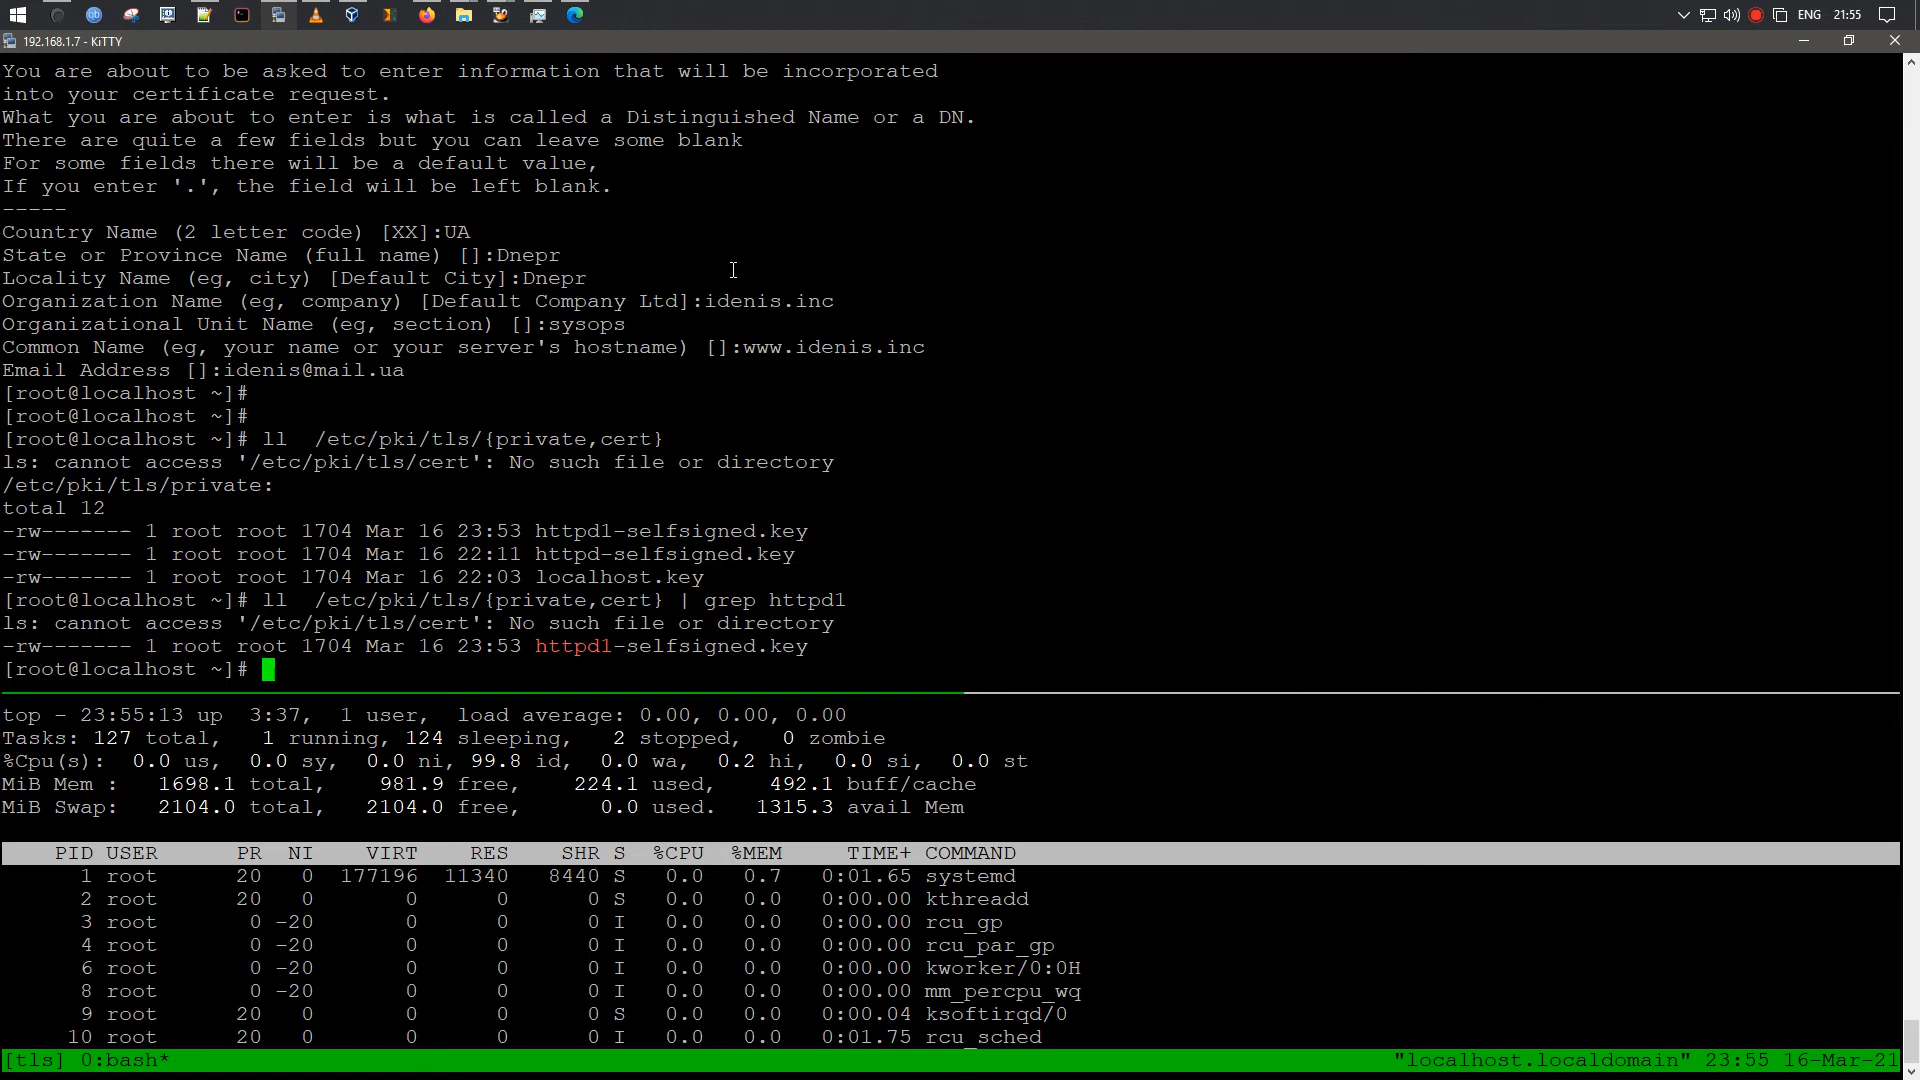 ENG 21:55
192.168.1.7 - KiTTY
You are about to be asked to enter information that will be incorporated
into your certificate request.
What you are about to enter is what is called a Distinguished Name or a DN.
There are quite a few fields but you can leave some blank
For some fields there will be a default value,
If you enter '.', the field will be left blank.
-----
Country Name (2 letter code) [XX]:UA
State or Province Name (full name) []:Dnepr
Locality Name (eg, city) [Default City]:Dnepr
Organization Name (eg, company) [Default Company Ltd]:idenis.inc
Organizational Unit Name (eg, section) []:sysops
Common Name (eg, your name or your server's hostname) []:www.idenis.inc
Email Address []:idenis@mail.ua
[root@localhost ~]#
[root@localhost ~]#
[root@localhost ~]# ll  /etc/pki/tls/{private,cert}
ls: cannot access '/etc/pki/tls/cert': No such file or directory
/etc/pki/tls/private:
total 12
-rw------- 1 root root 1704 Mar 16 23:53 httpd1-selfsigned.key
-rw------- 1 root root 1704 Mar 16 22:11 httpd-selfsigned.key
-rw------- 1 root root 1704 Mar 16 22:03 localhost.key
[root@localhost ~]# ll  /etc/pki/tls/{private,cert} | grep httpd1
ls: cannot access '/etc/pki/tls/cert': No such file or directory
-rw------- 1 root root 1704 Mar 16 23:53 httpd1-selfsigned.key
[root@localhost ~]#
top - 23:55:13 up  3:37,  1 user,  load average: 0.00, 0.00, 0.00
Tasks: 127 total,   1 running, 124 sleeping,   2 stopped,   0 zombie
%Cpu(s):  0.0 us,  0.0 sy,  0.0 ni, 99.8 id,  0.0 wa,  0.2 hi,  0.0 si,  0.0 st
MiB Mem :   1698.1 total,    981.9 free,    224.1 used,    492.1 buff/cache
MiB Swap:   2104.0 total,   2104.0 free,      0.0 used.   1315.3 avail Mem
PID USER      PR  NI    VIRT    RES    SHR S  %CPU  %MEM     TIME+ COMMAND
1 root      20   0  177196  11340   8440 S   0.0   0.7   0:01.65 systemd
2 root      20   0       0      0      0 S   0.0   0.0   0:00.00 kthreadd
3 root       0 -20       0      0      0 I   0.0   0.0   0:00.00 rcu_gp
4 root       0 -20       0      0      0 I   0.0   0.0   0:00.00 rcu_par_gp
6 root       0 -20       0      0      0 I   0.0   0.0   0:00.00 kworker/0:0H
8 root       0 -20       0      0      0 I   0.0   0.0   0:00.00 mm_percpu_wq
9 root      20   0       0      0      0 S   0.0   0.0   0:00.04 ksoftirqd/0
10 root      20   0       0      0      0 I   0.0   0.0   0:01.75 rcu_sched
[tls] 0:bash* "localhost.localdomain" 23:55 16-Mar-21